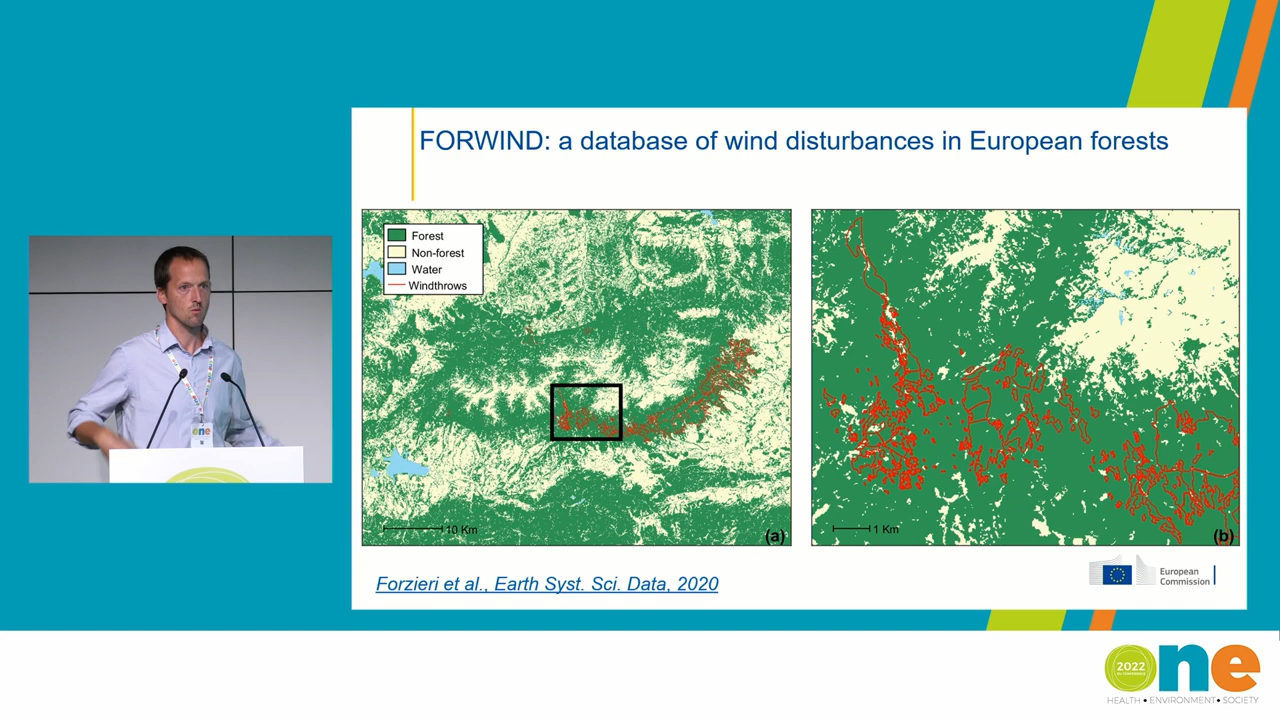 FORWIND: a database of wind disturbances in European forests
Forest
Non-forest
Water
Windthrows
10 Km
(a)
1 Km
(b)
Forzieri et al., Earth Syst. Sci. Data, 2020
European
Commission
one
2022
one
HEALTH • ENVIRONMENT • SOCIETY